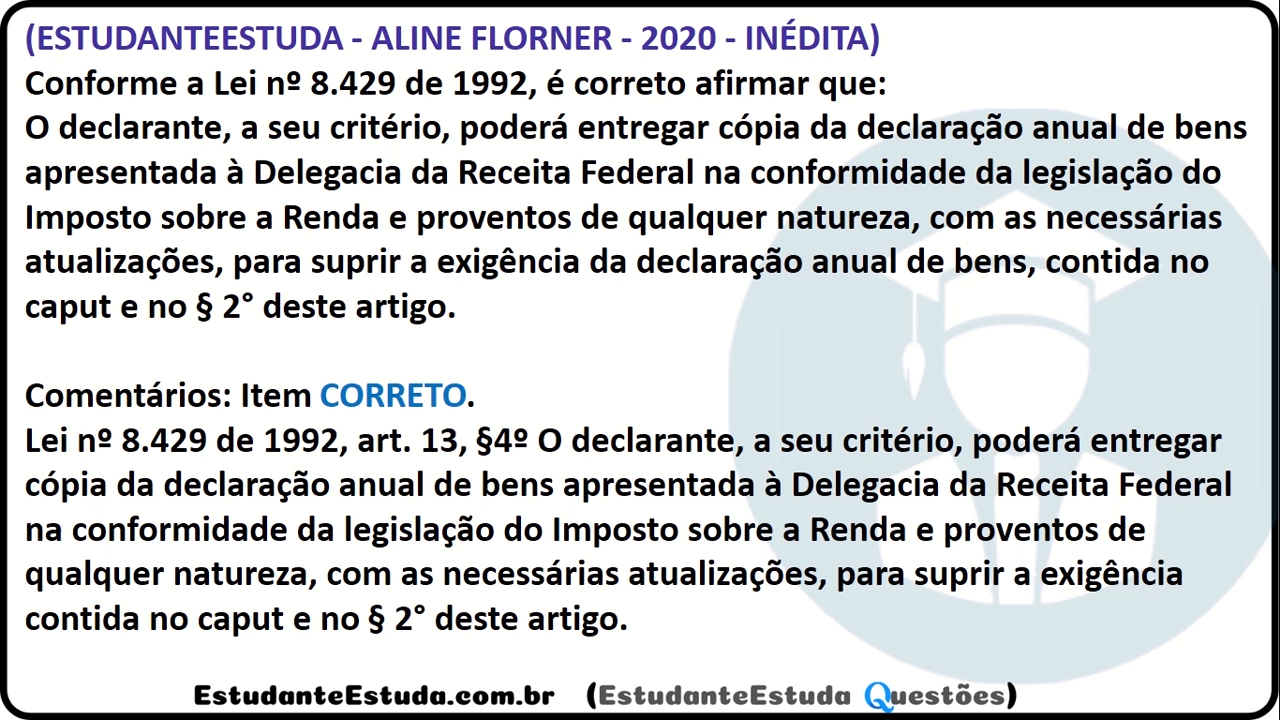 (ESTUDANTEESTUDA - ALINE FLORNER - 2020 - INÉDITA)
Conforme a Lei nº 8.429 de 1992, é correto afirmar que:
O declarante, a seu critério, poderá entregar cópia da declaração anual de bens
apresentada à Delegacia da Receita Federal na conformidade da legislação do
Imposto sobre a Renda e proventos de qualquer natureza, com as necessárias
atualizações, para suprir a exigência da declaração anual de bens, contida no
caput e no § 2° deste artigo.
Comentários: Item CORRETO.
Lei nº 8.429 de 1992, art. 13, §4º O declarante, a seu critério, poderá entregar
cópia da declaração anual de bens apresentada à Delegacia da Receita Federal
na conformidade da legislação do Imposto sobre a Renda e proventos de
qualquer natureza, com as necessárias atualizações, para suprir a exigência
contida no caput e no § 2° deste artigo.
EstudanteEstuda.com.br (EstudanteEstuda Questões)